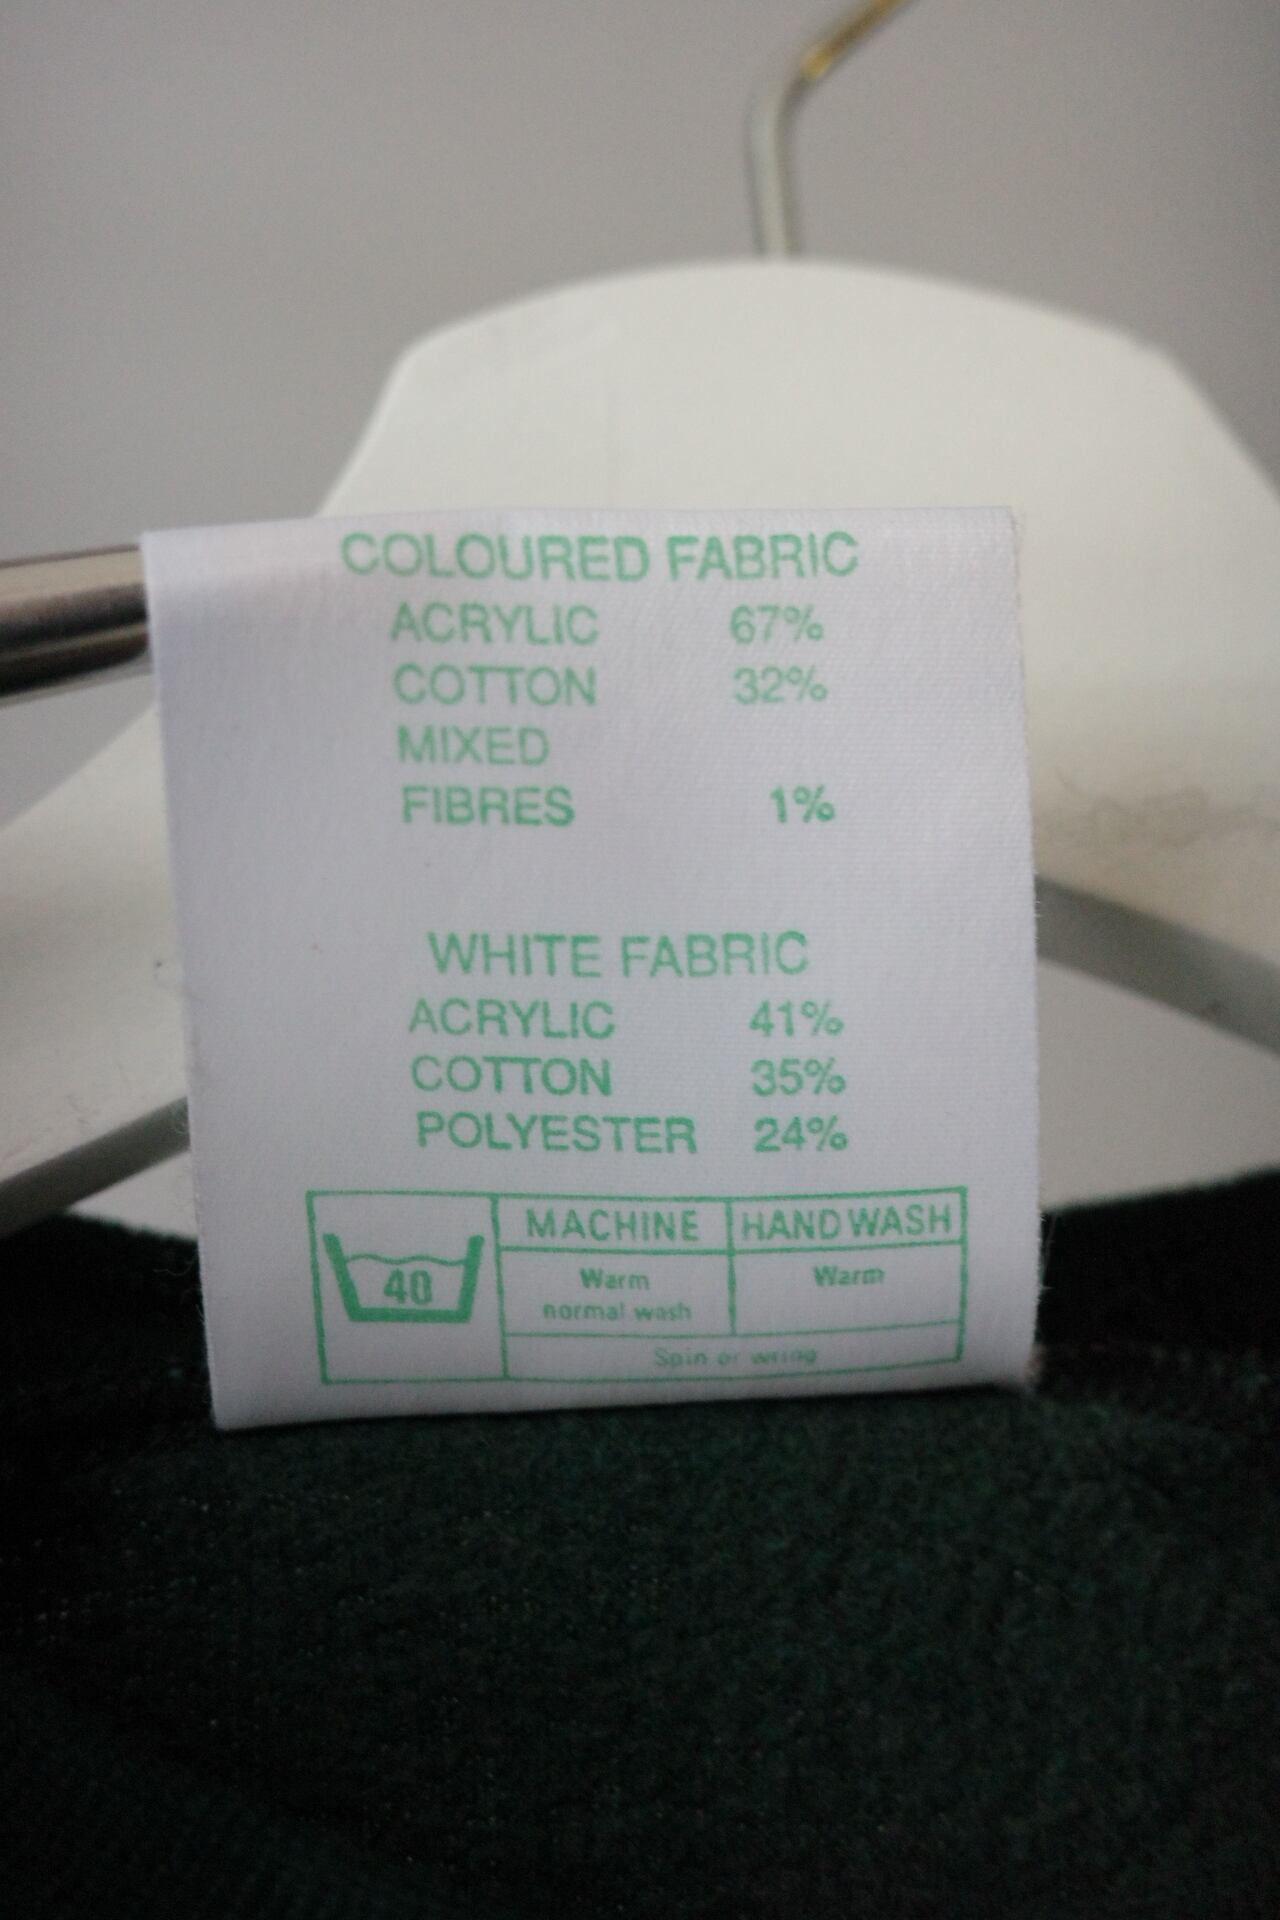 COLOURED FABRIC
ACRYLIC 67%
COTTON 32%
MIXED
FIBRES 1%
WHITE FABRIC
ACRYLIC 41%
COTTON 35%
POLYESTER 24%
40
MACHINE HAND WASH
Warm Warm
normal wash
Spin or wring